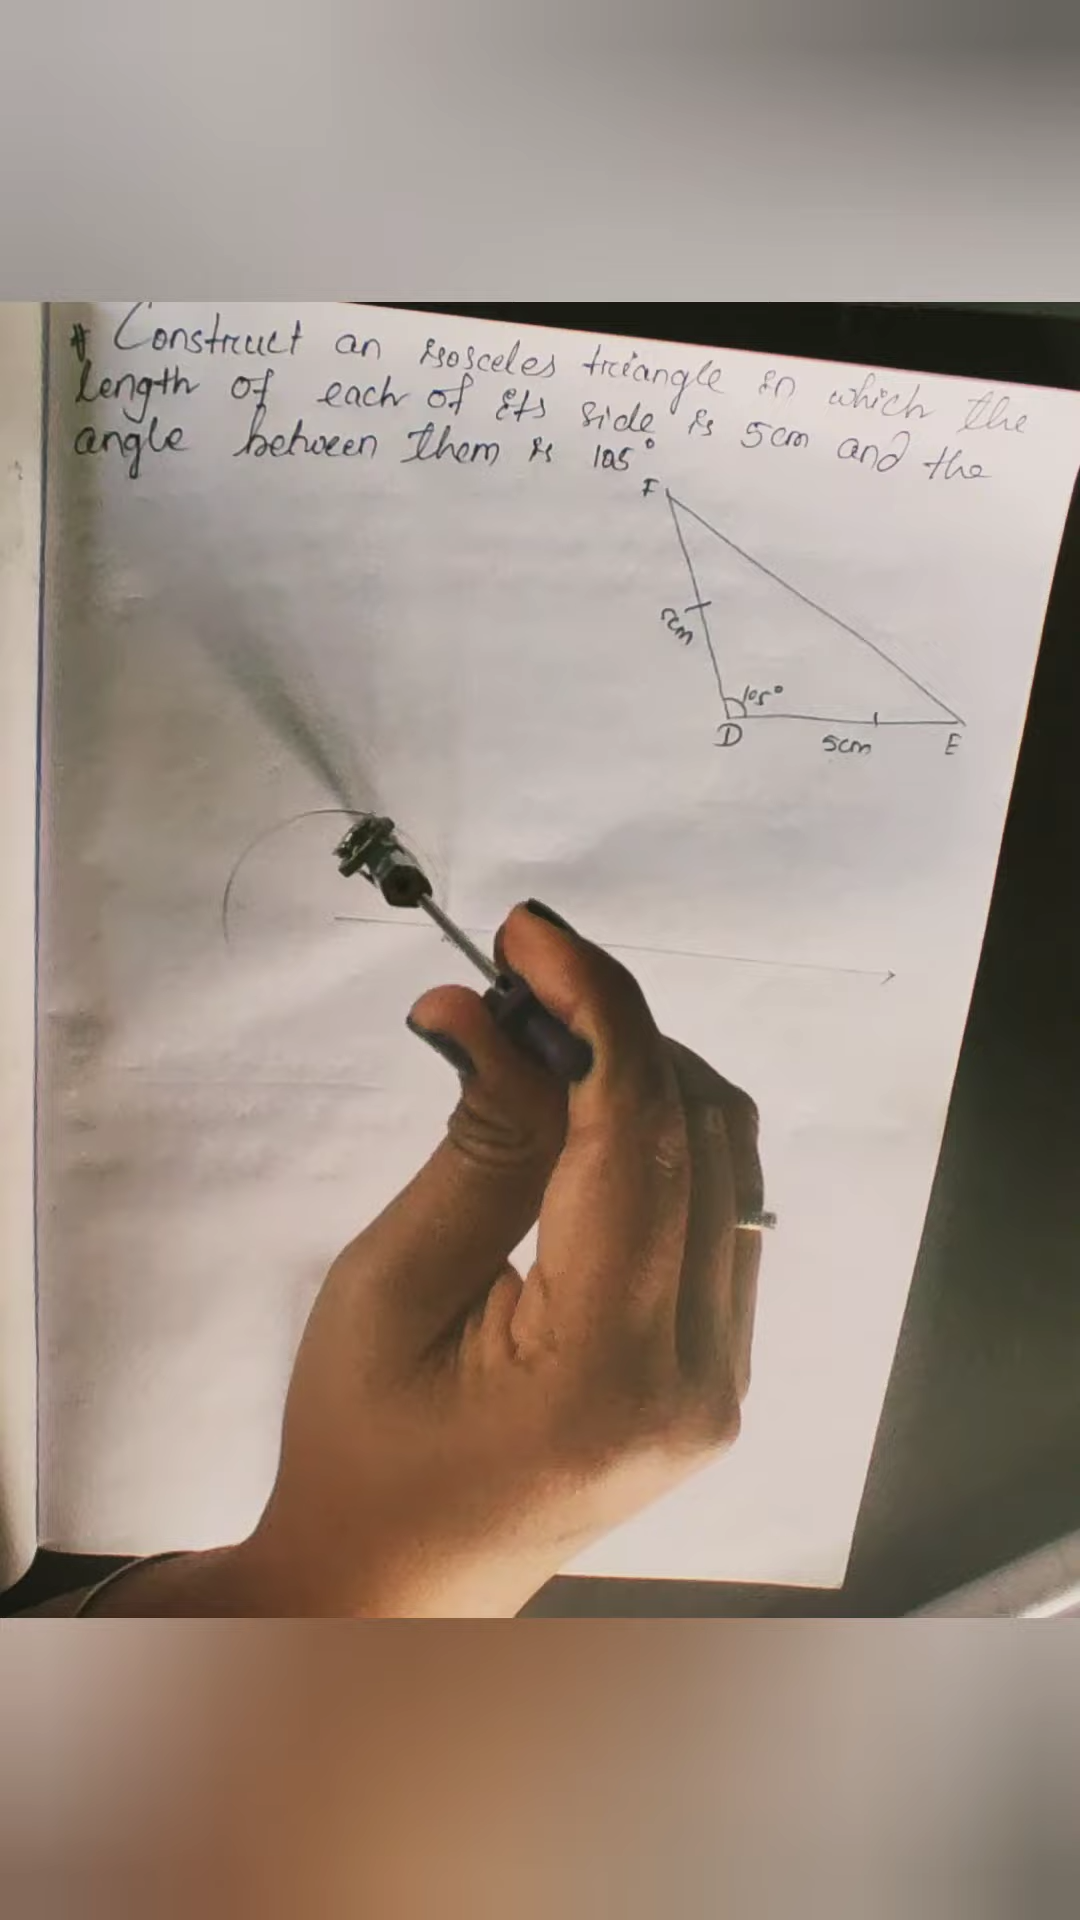 Construct an isosceles triangle in which the
length of each of its side is 5cm and the
angle between them is 105°
F
105°
D
5cm
E